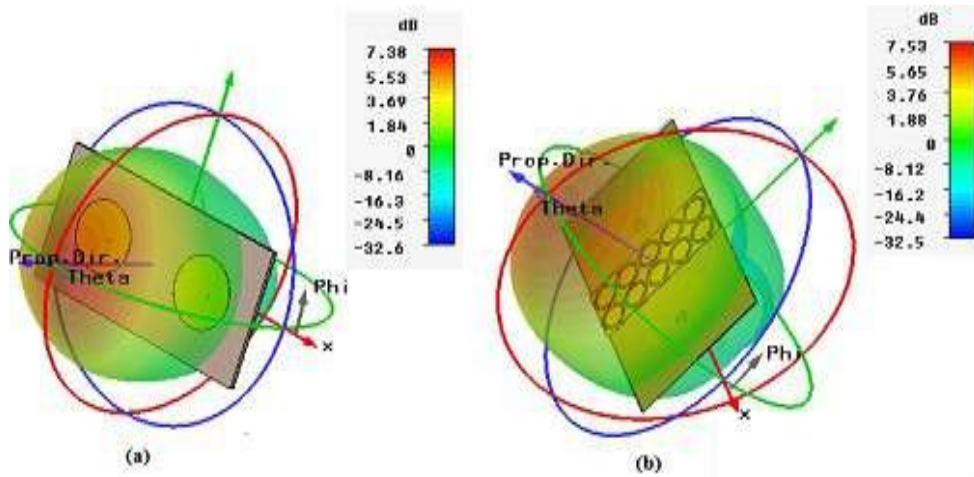 dB
7.38
5.53
3.69
1.84
0
-8.16
-16.3
-24.5
-32.6
Prop.Dir.
Theta
Phi
x
(a)
dB
7.53
5.65
3.76
1.88
0
-8.12
-16.2
-24.4
-32.5
Prop.Dir.
Theta
Phi
x
(b)